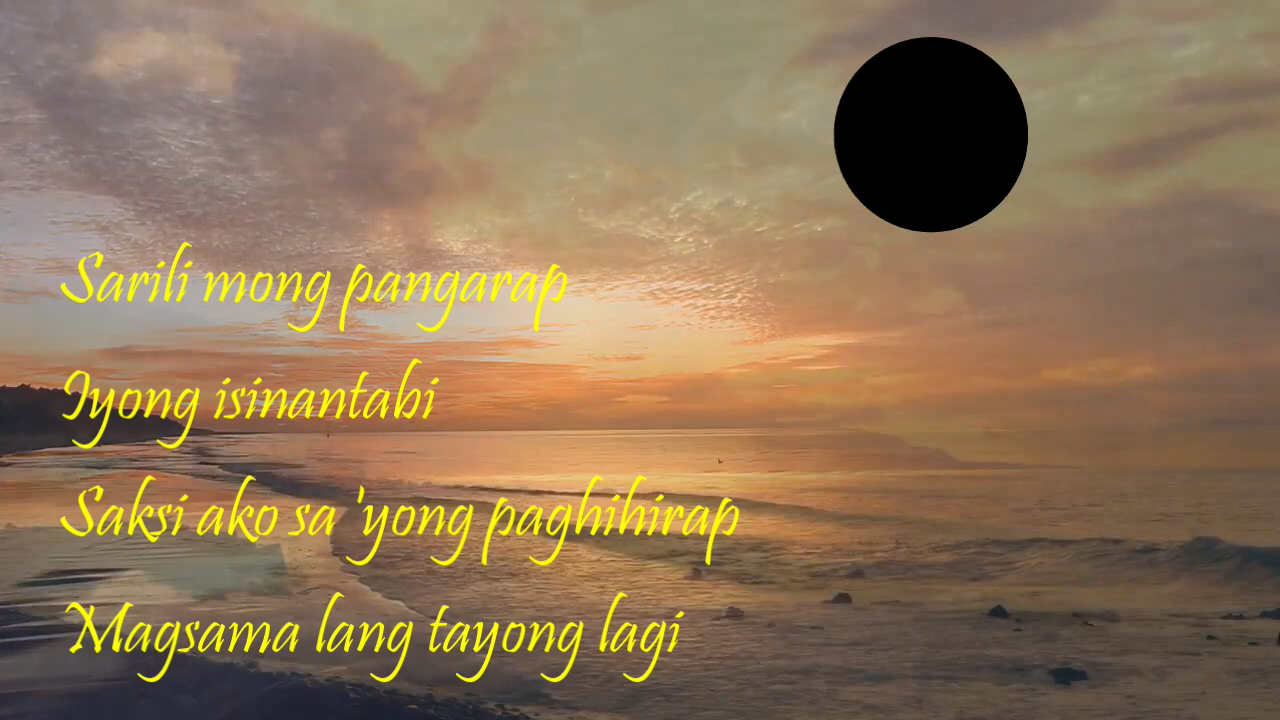 Sarili mong pangarap
Iyong isinantabi
Saksi ako sa 'yong paghihirap
Magsama lang tayong lagi